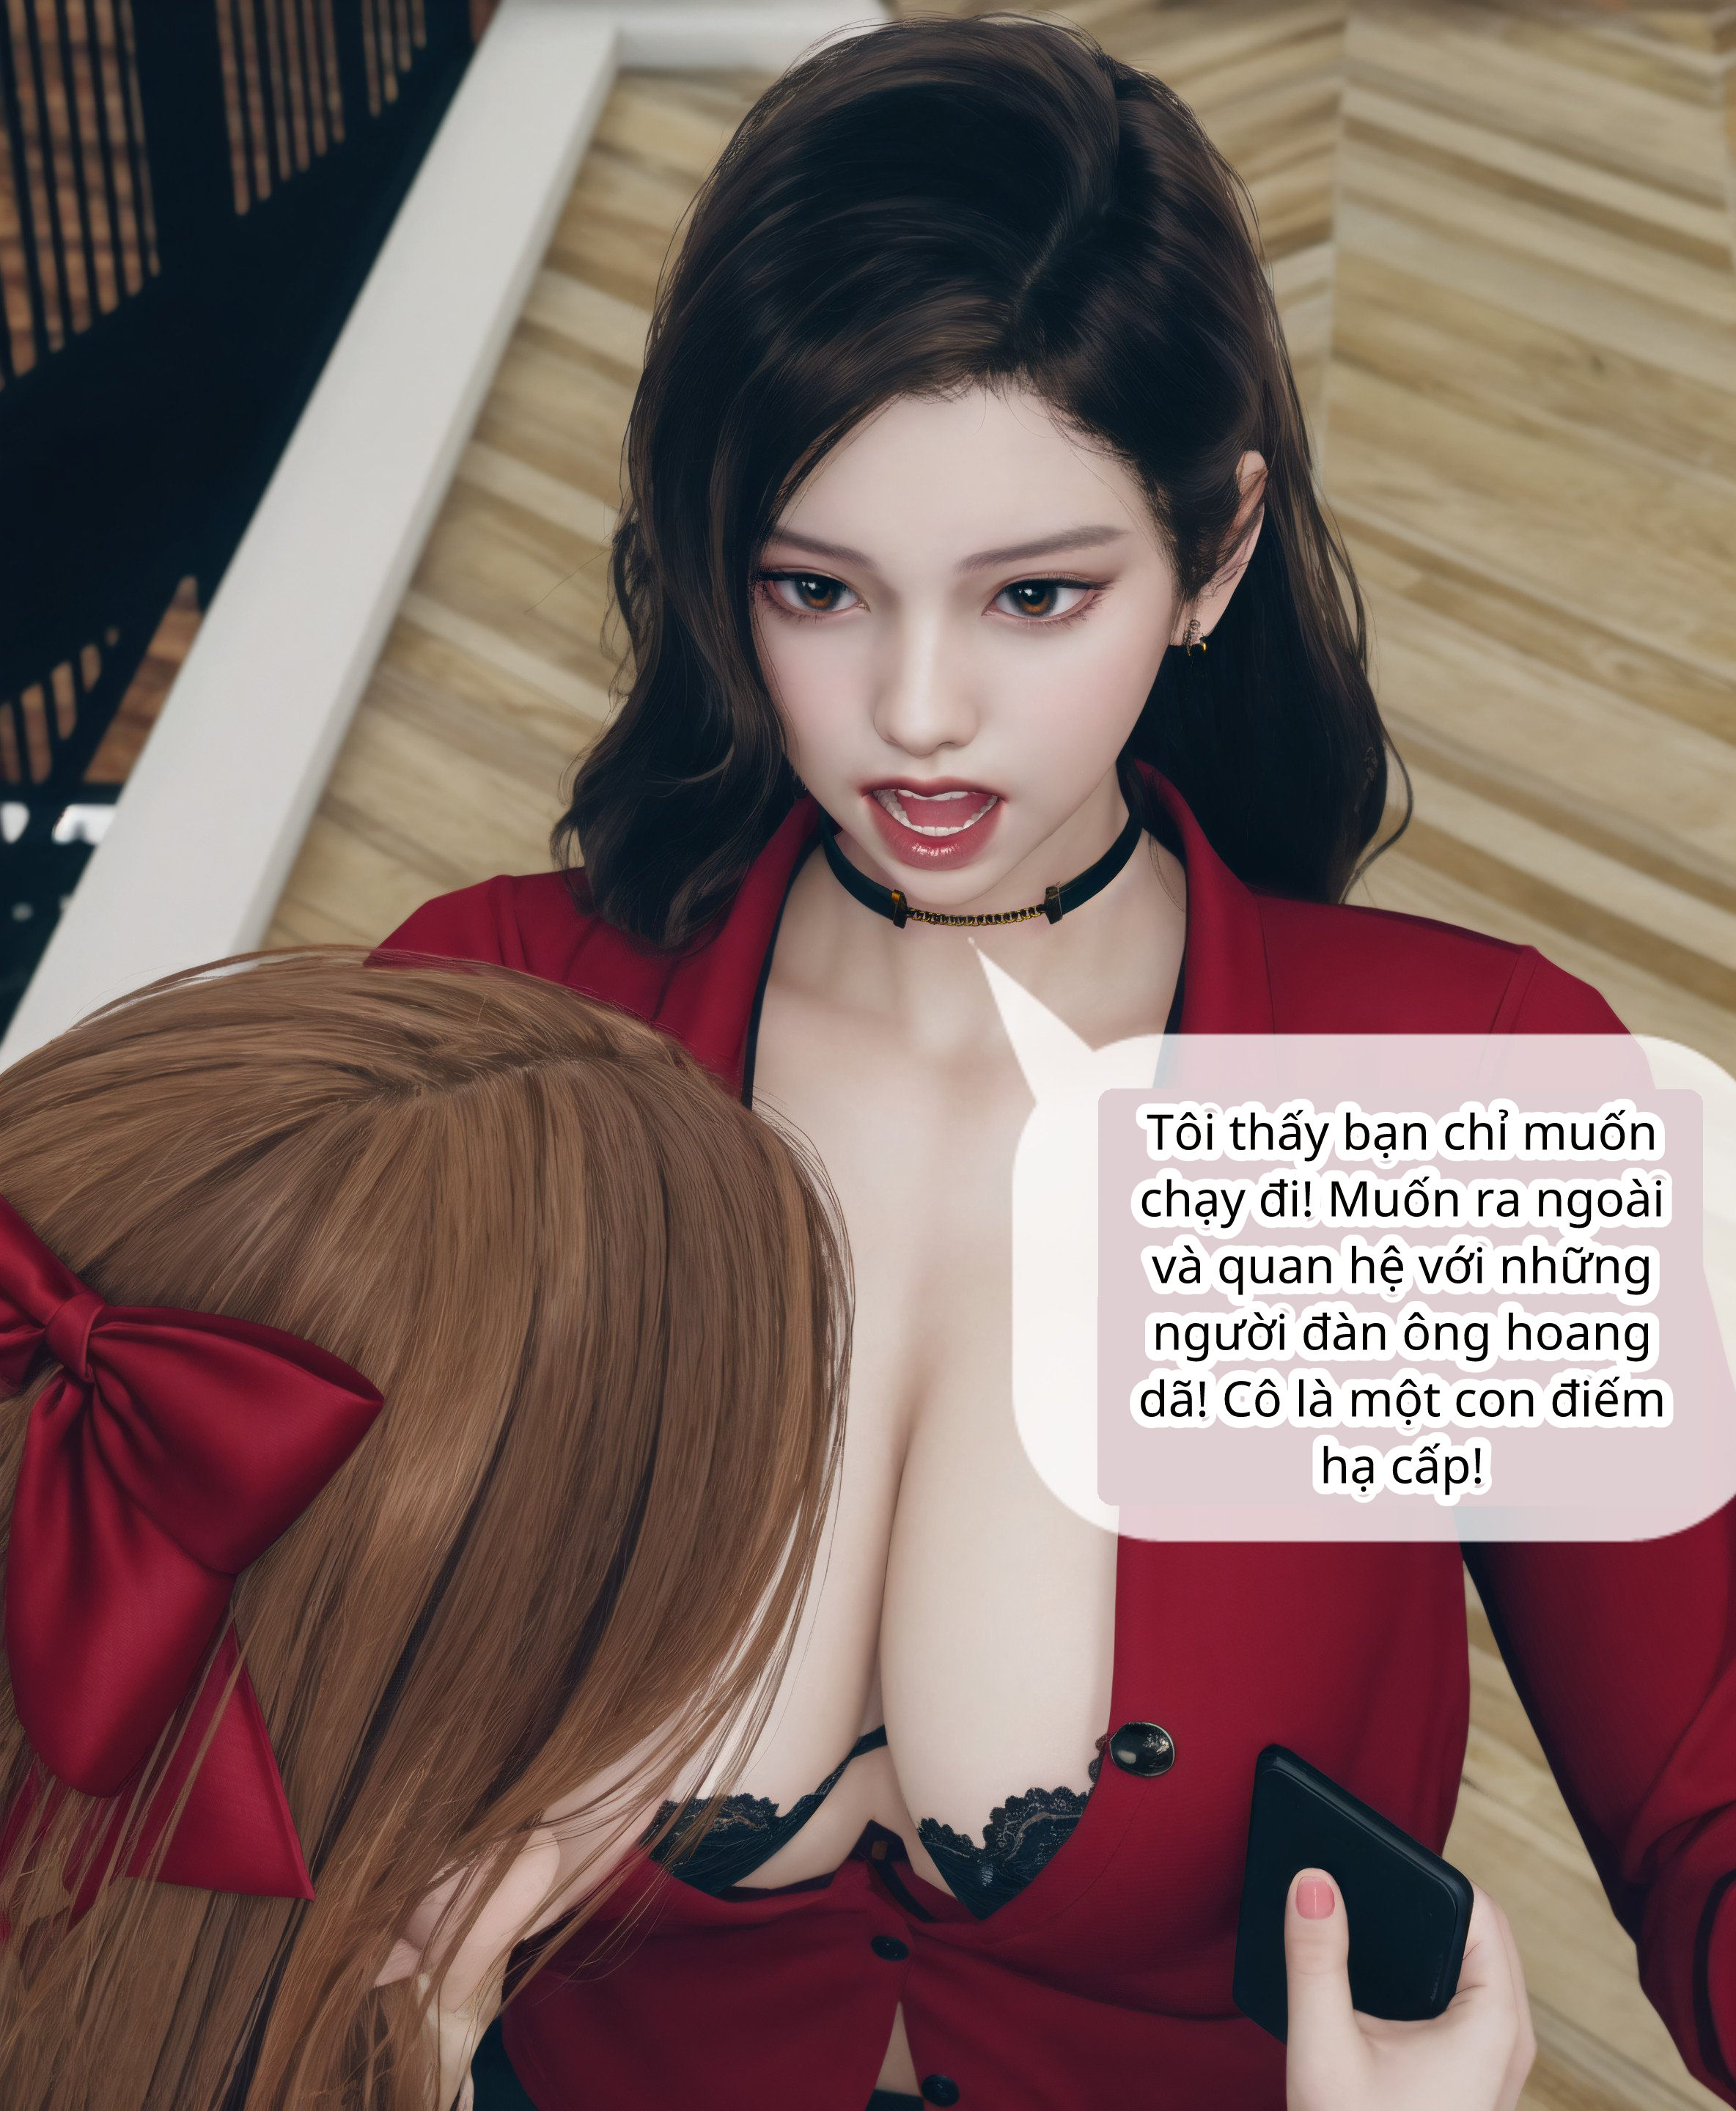 Tôi thấy bạn chỉ muốn
chạy đi! Muốn ra ngoài
và quan hệ với những
người đàn ông hoang
dã! Cô là một con điếm
hạ cấp!